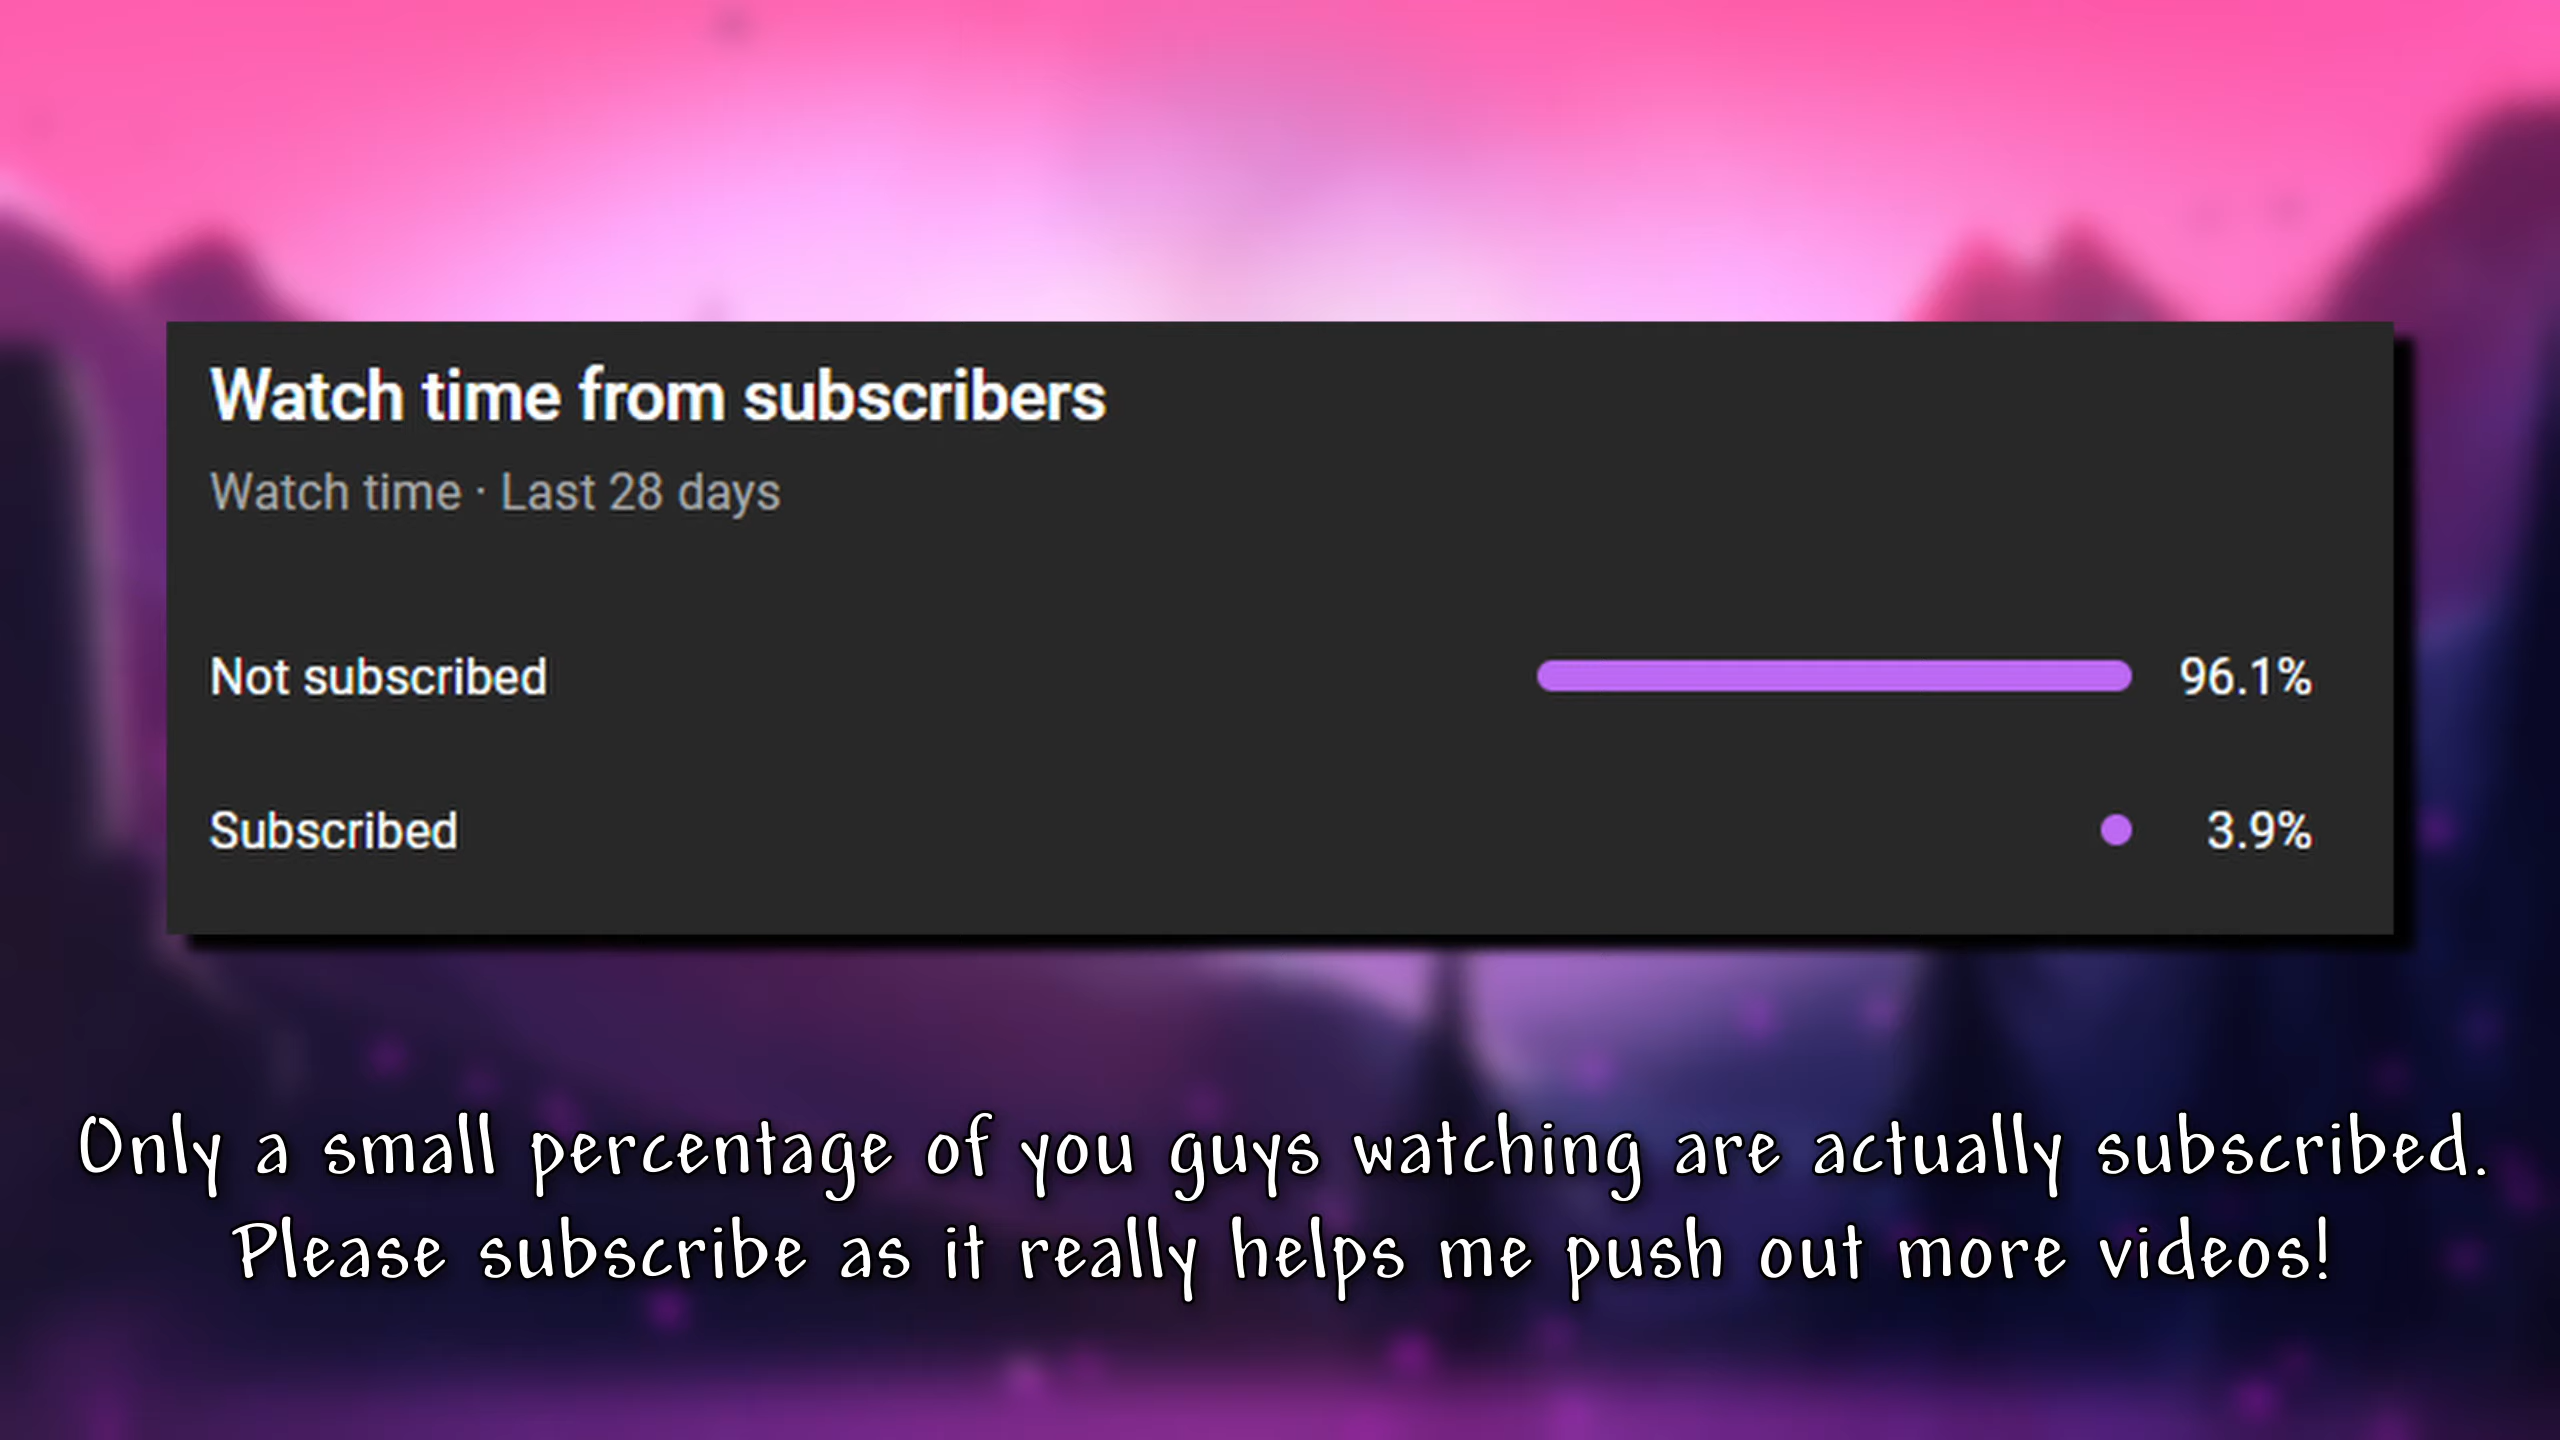 Watch time from subscribers
Watch time · Last 28 days
Not subscribed 96.1%
Subscribed 3.9%
Only a small percentage of you guys watching are actually subscribed.
Please subscribe as it really helps me push out more videos!